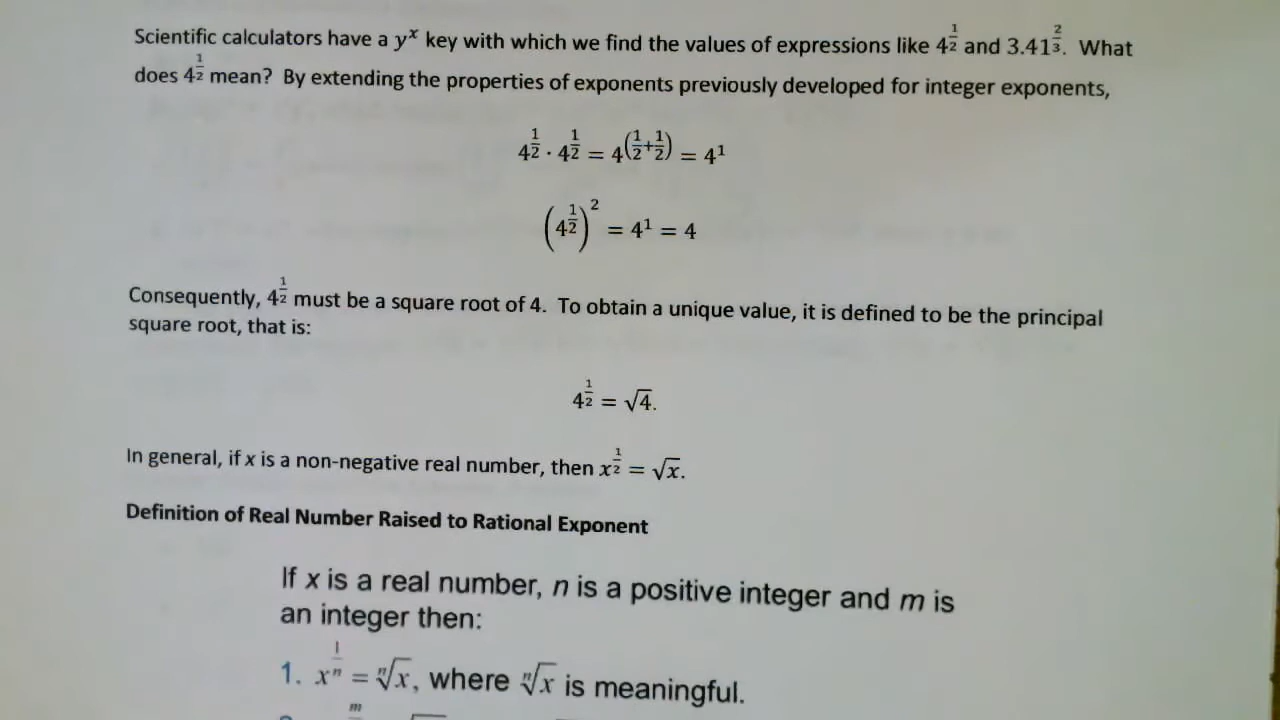 Scientific calculators have a yˣ key with which we find the values of expressions like 4^(1/2) and 3.41^(2/3). What
does 4^(1/2) mean? By extending the properties of exponents previously developed for integer exponents,
4^(1/2) · 4^(1/2) = 4^(1/2+1/2) = 4¹
(4^(1/2))² = 4¹ = 4
Consequently, 4^(1/2) must be a square root of 4. To obtain a unique value, it is defined to be the principal
square root, that is:
4^(1/2) = √4.
In general, if x is a non-negative real number, then x^(1/2) = √x.
Definition of Real Number Raised to Rational Exponent
If x is a real number, n is a positive integer and m is
an integer then:
1. x^(1/n) = ⁿ√x, where ⁿ√x is meaningful.
m